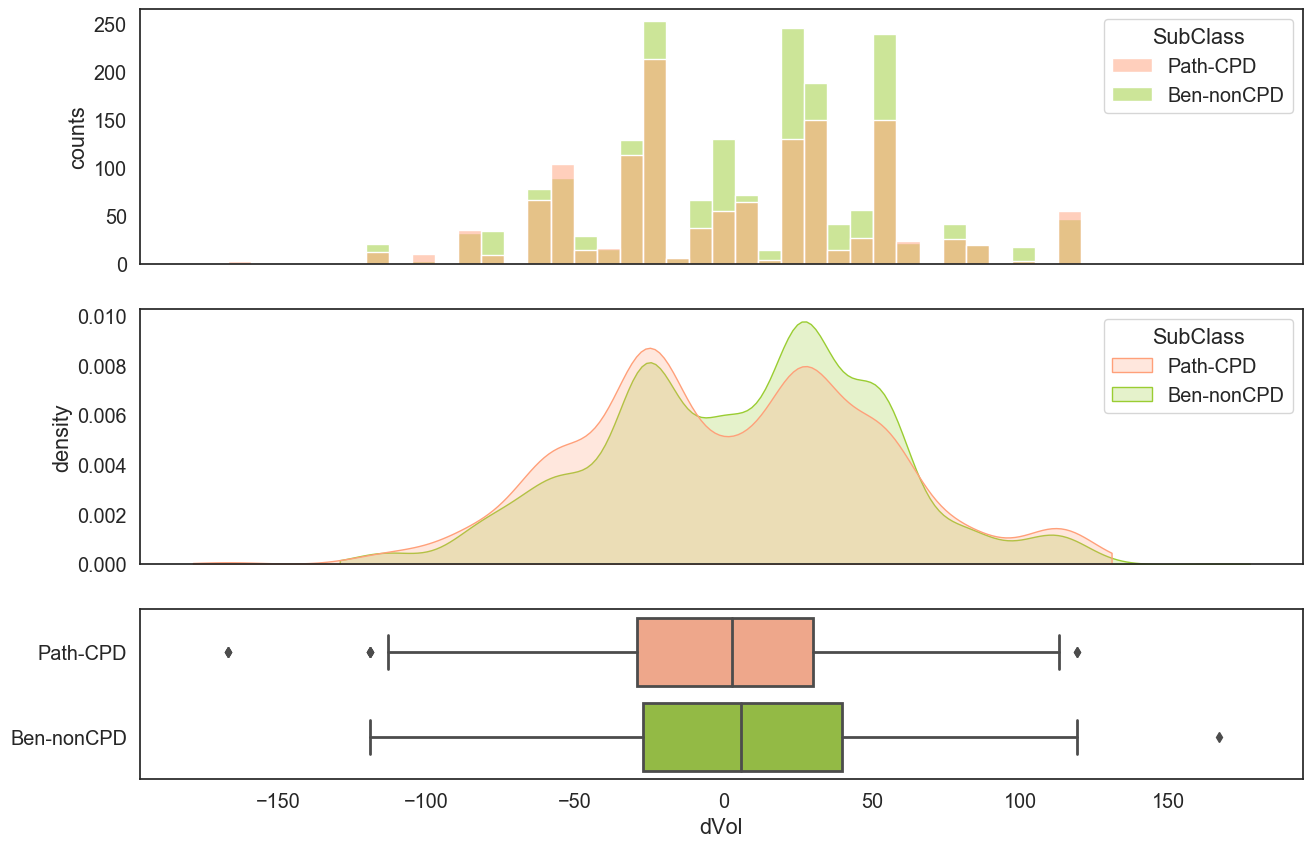 250
200
150
100
50
0
counts
SubClass
Path-CPD
Ben-nonCPD
0.010
0.008
0.006
0.004
0.002
0.000
density
SubClass
Path-CPD
Ben-nonCPD
Path-CPD
Ben-nonCPD
−150 −100 −50 0 50 100 150
dVol